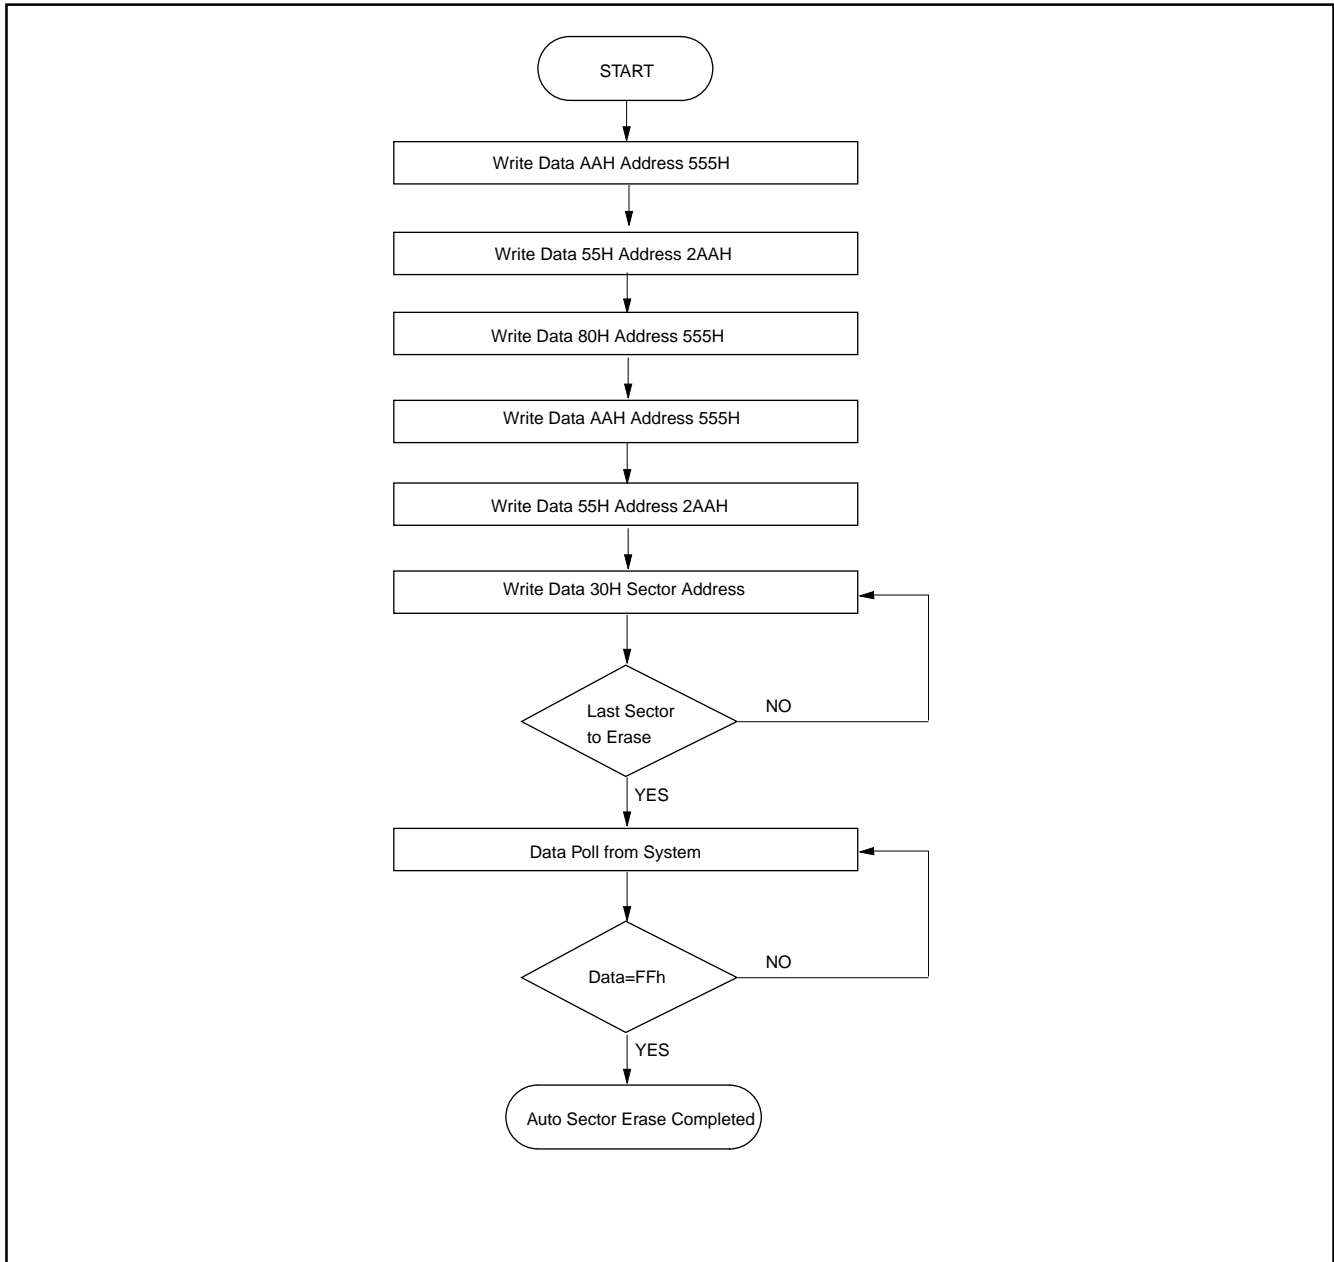 START
Write Data AAH Address 555H
Write Data 55H Address 2AAH
Write Data 80H Address 555H
Write Data AAH Address 555H
Write Data 55H Address 2AAH
Write Data 30H Sector Address
Last Sector
to Erase
NO
YES
Data Poll from System
Data=FFh
NO
YES
Auto Sector Erase Completed